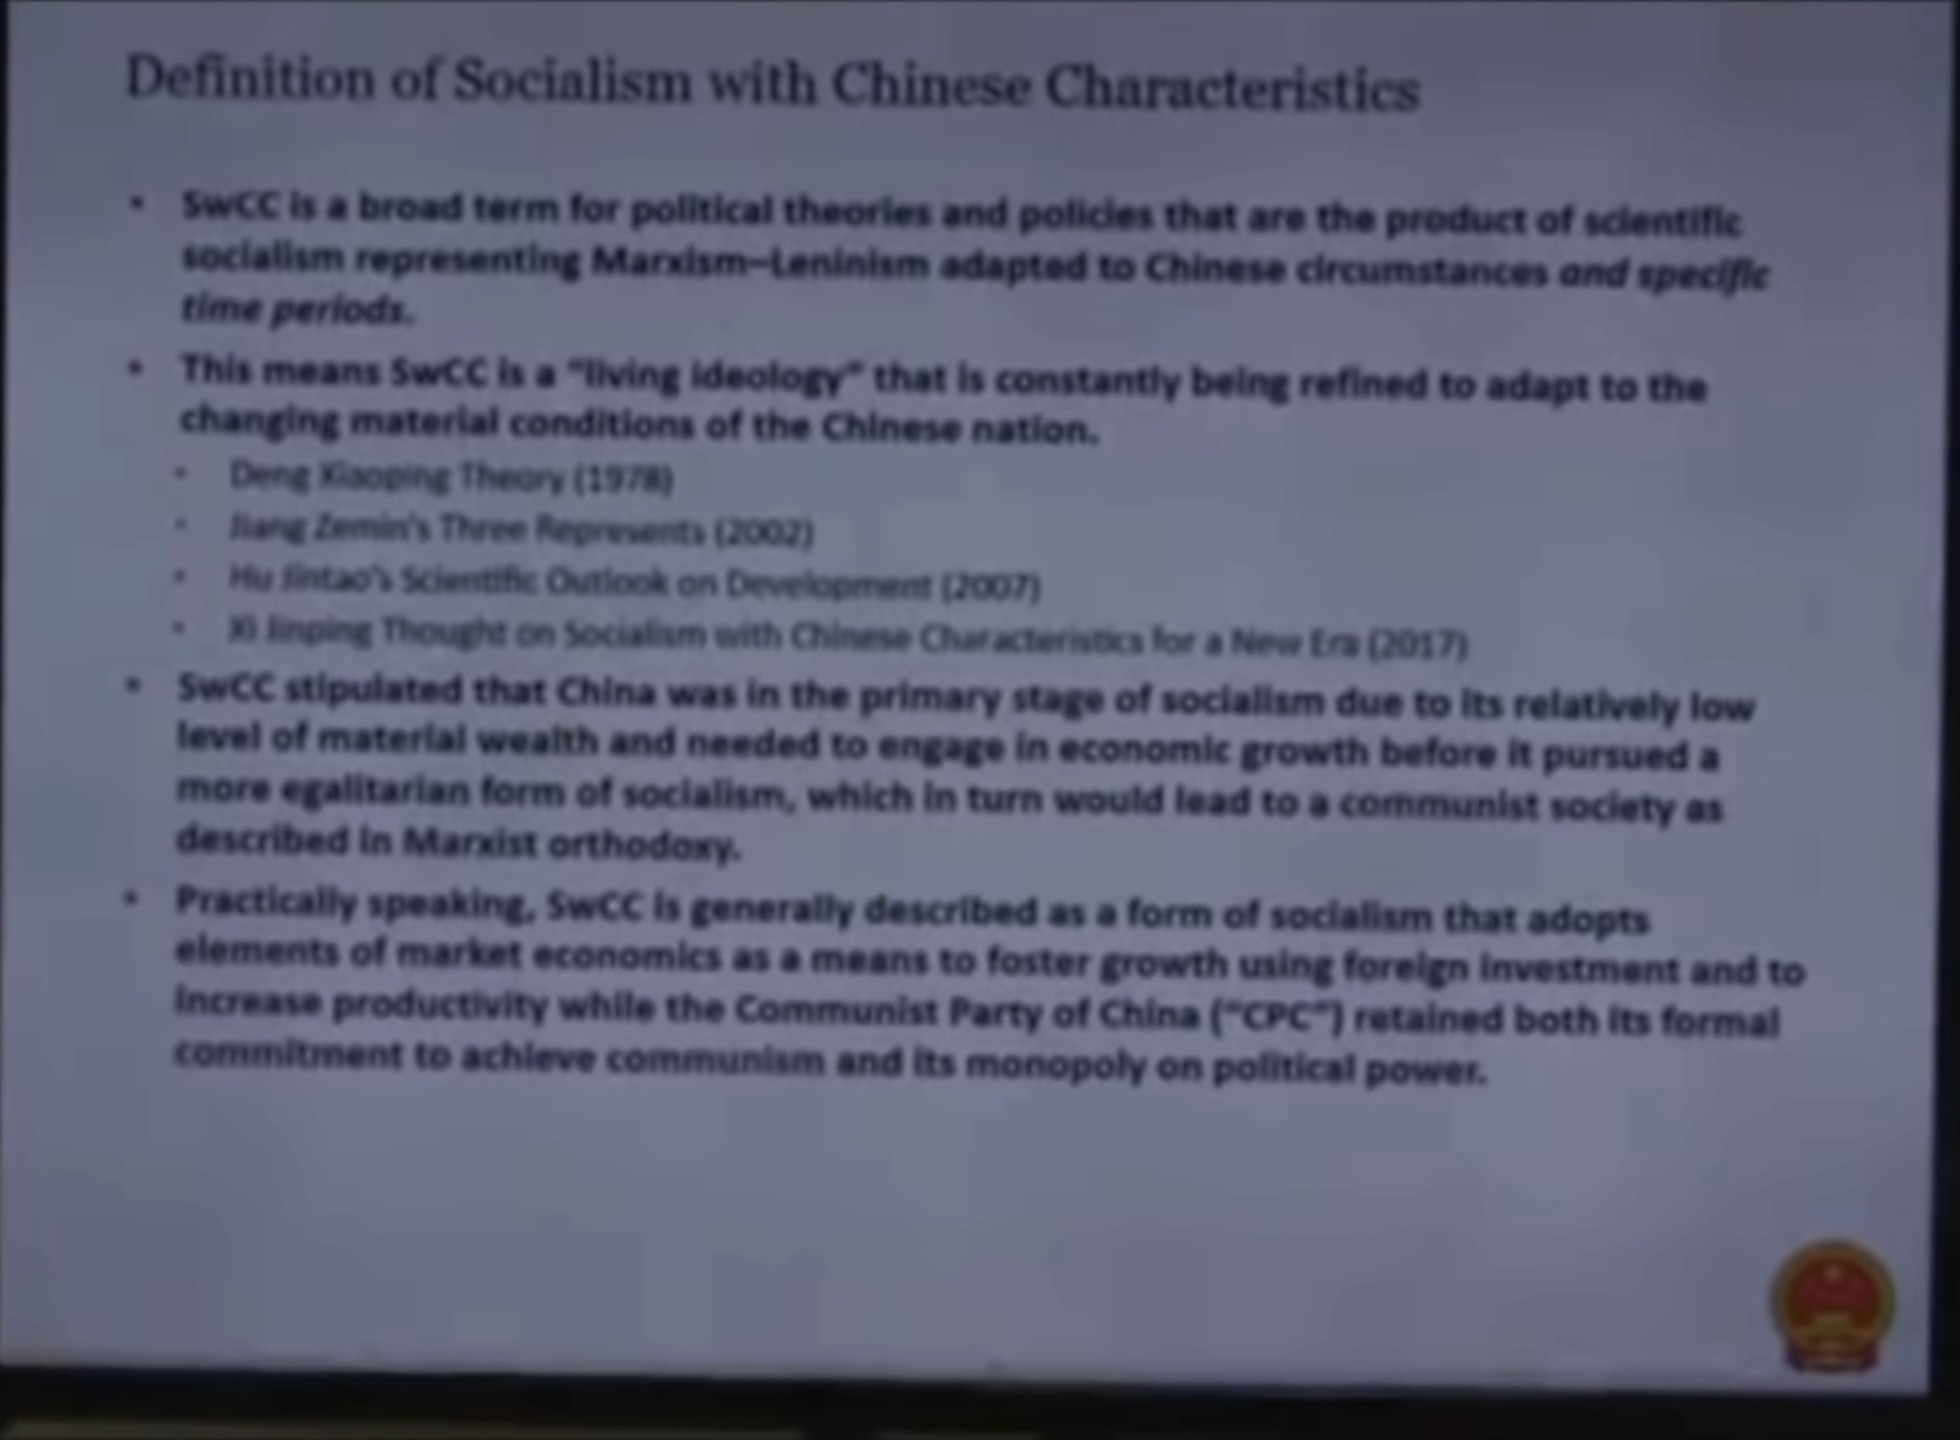 Definition of Socialism with Chinese Characteristics
• SwCC is a broad term for political theories and policies that are the product of scientific
socialism representing Marxism–Leninism adapted to Chinese circumstances and specific
time periods.
• This means SwCC is a “living ideology” that is constantly being refined to adapt to the
changing material conditions of the Chinese nation.
• Deng Xiaoping Theory (1978)
• Jiang Zemin’s Three Represents (2002)
• Hu Jintao’s Scientific Outlook on Development (2007)
• Xi Jinping Thought on Socialism with Chinese Characteristics for a New Era (2017)
• SwCC stipulated that China was in the primary stage of socialism due to its relatively low
level of material wealth and needed to engage in economic growth before it pursued a
more egalitarian form of socialism, which in turn would lead to a communist society as
described in Marxist orthodoxy.
• Practically speaking, SwCC is generally described as a form of socialism that adopts
elements of market economics as a means to foster growth using foreign investment and to
increase productivity while the Communist Party of China (“CPC”) retained both its formal
commitment to achieve communism and its monopoly on political power.